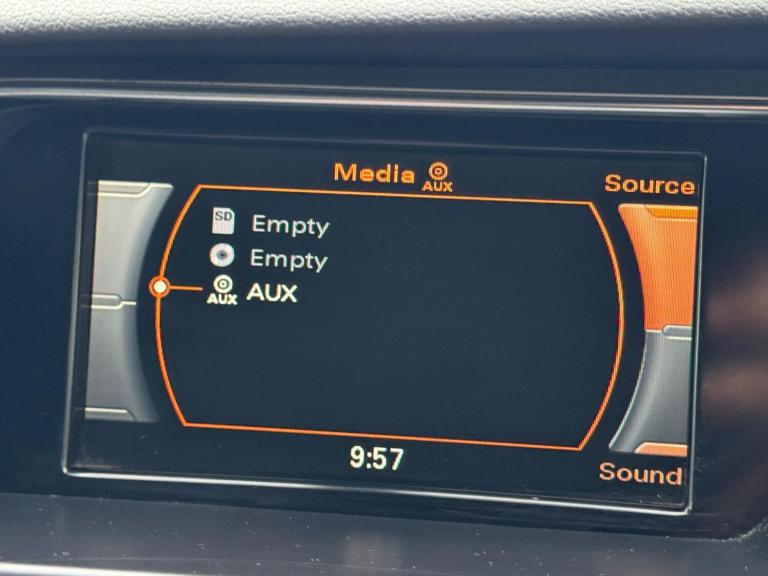 Media AUX
Source
SD Empty
Empty
AUX AUX
9:57
Sound